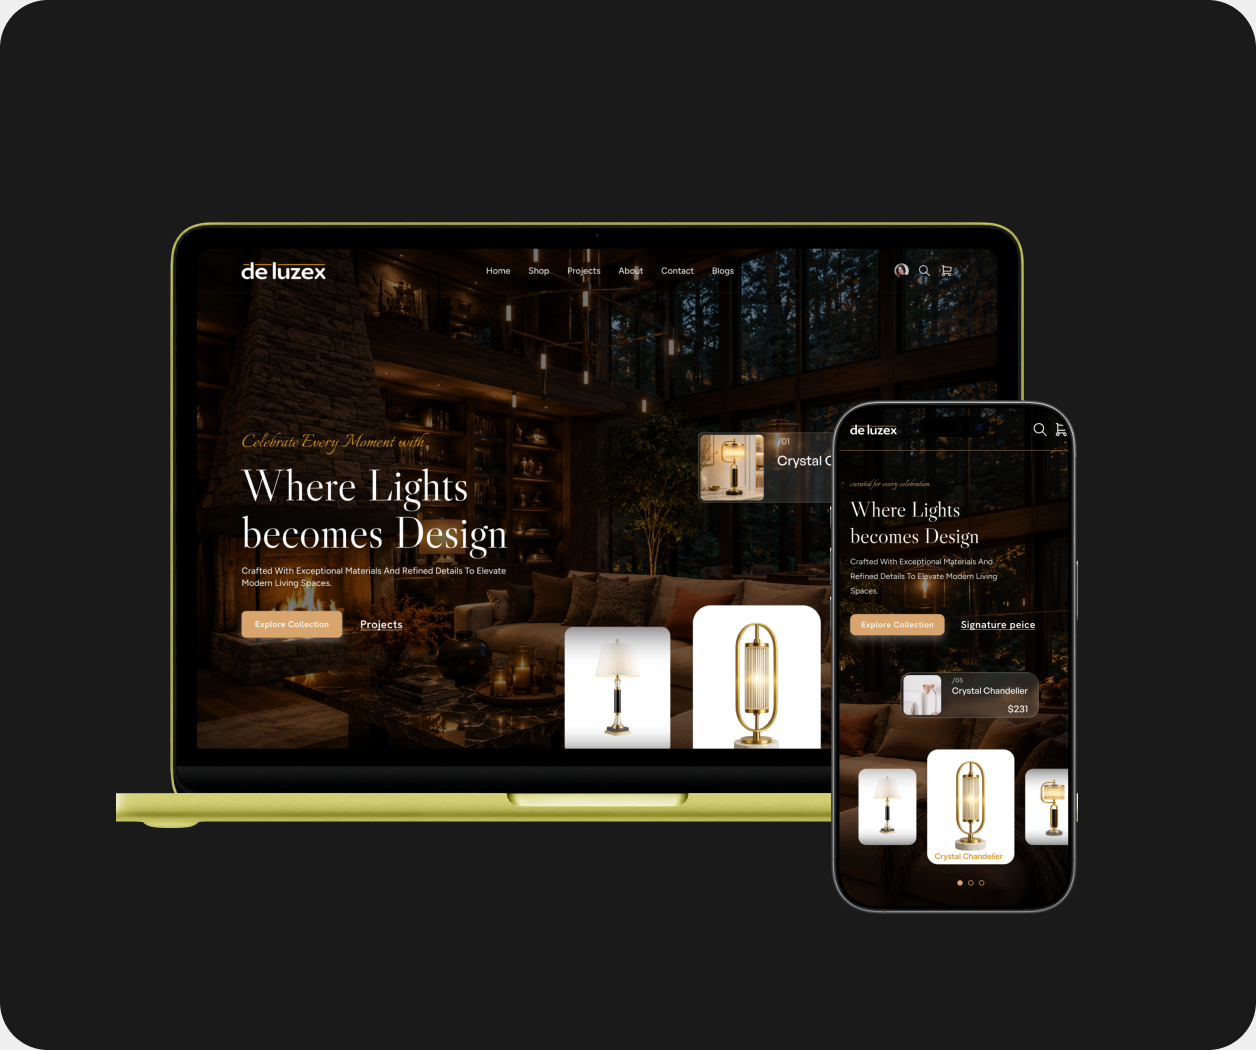 de luzex
Home Shop Projects About Contact Blogs
Celebrate Every Moment with
Where Lights
becomes Design
Crafted With Exceptional Materials And Refined Details To Elevate
Modern Living Spaces.
Explore Collection Projects
/01
Crystal C
de luzex
curated for every celebration
Where Lights
becomes Design
Crafted With Exceptional Materials And
Refined Details To Elevate Modern Living
Spaces.
Explore Collection Signature peice
/05
Crystal Chandelier
$231
Crystal Chandelier